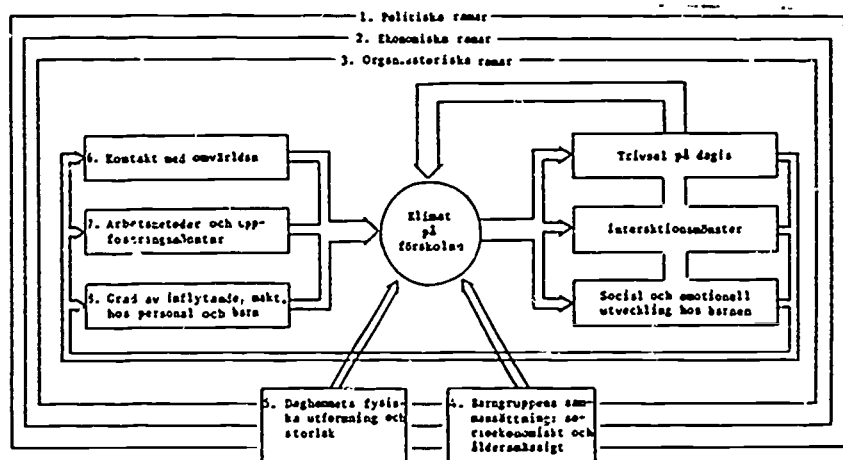 1. Politiska ramar
2. Ekonomiska ramar
3. Organisatoriska ramar
6. Kontakt med omvärlden
7. Arbetsmetoder och upp-
fostringsmönster
8. Grad av inflytande, makt,
hos personal och barn
Klimat
på
förskolan
Trivsel på dagis
Interaktionsmönster
Social och emotionell
utveckling hos barnen
5. Daghemmets fysis-
ka utformning och
storlek
4. Barngruppens sam-
mansättning: so-
cioekonomiskt och
åldersmässigt